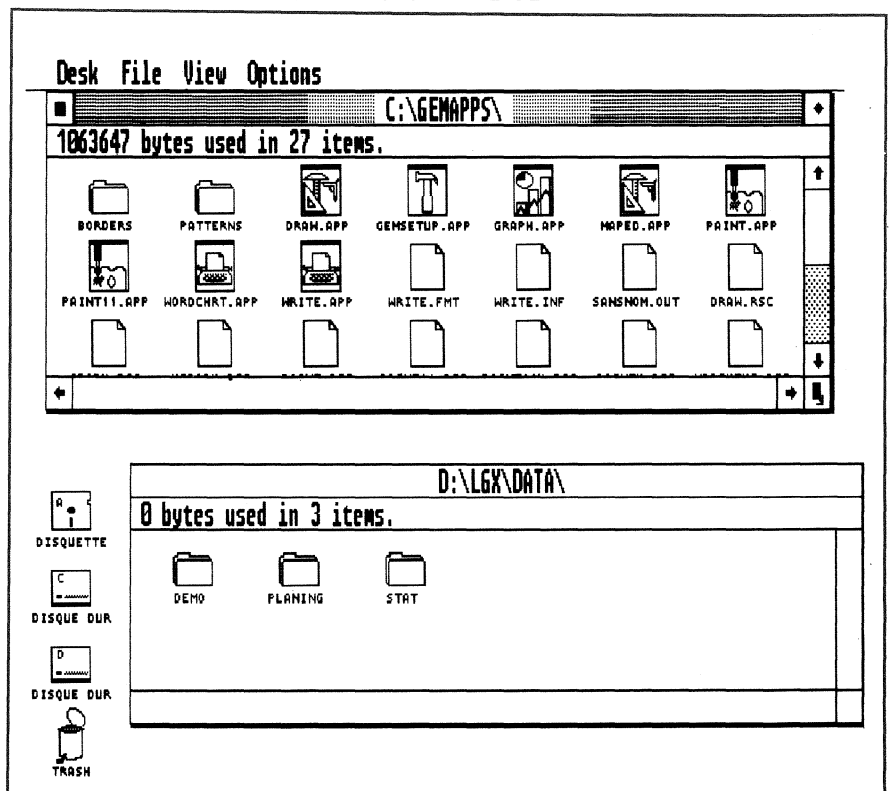 Desk File View Options
C:\GEMAPPS\
1063647 bytes used in 27 items.
BORDERS PATTERNS DRAW.APP GEMSETUP.APP GRAPH.APP MAPED.APP PAINT.APP
PAINT11.APP WORDCHRT.APP WRITE.APP WRITE.FMT WRITE.INF SANSNOM.OUT DRAW.RSC
D:\LGX\DATA\
0 bytes used in 3 items.
DEMO PLANING STAT
A
DISQUETTE
C
DISQUE DUR
D
DISQUE DUR
TRASH